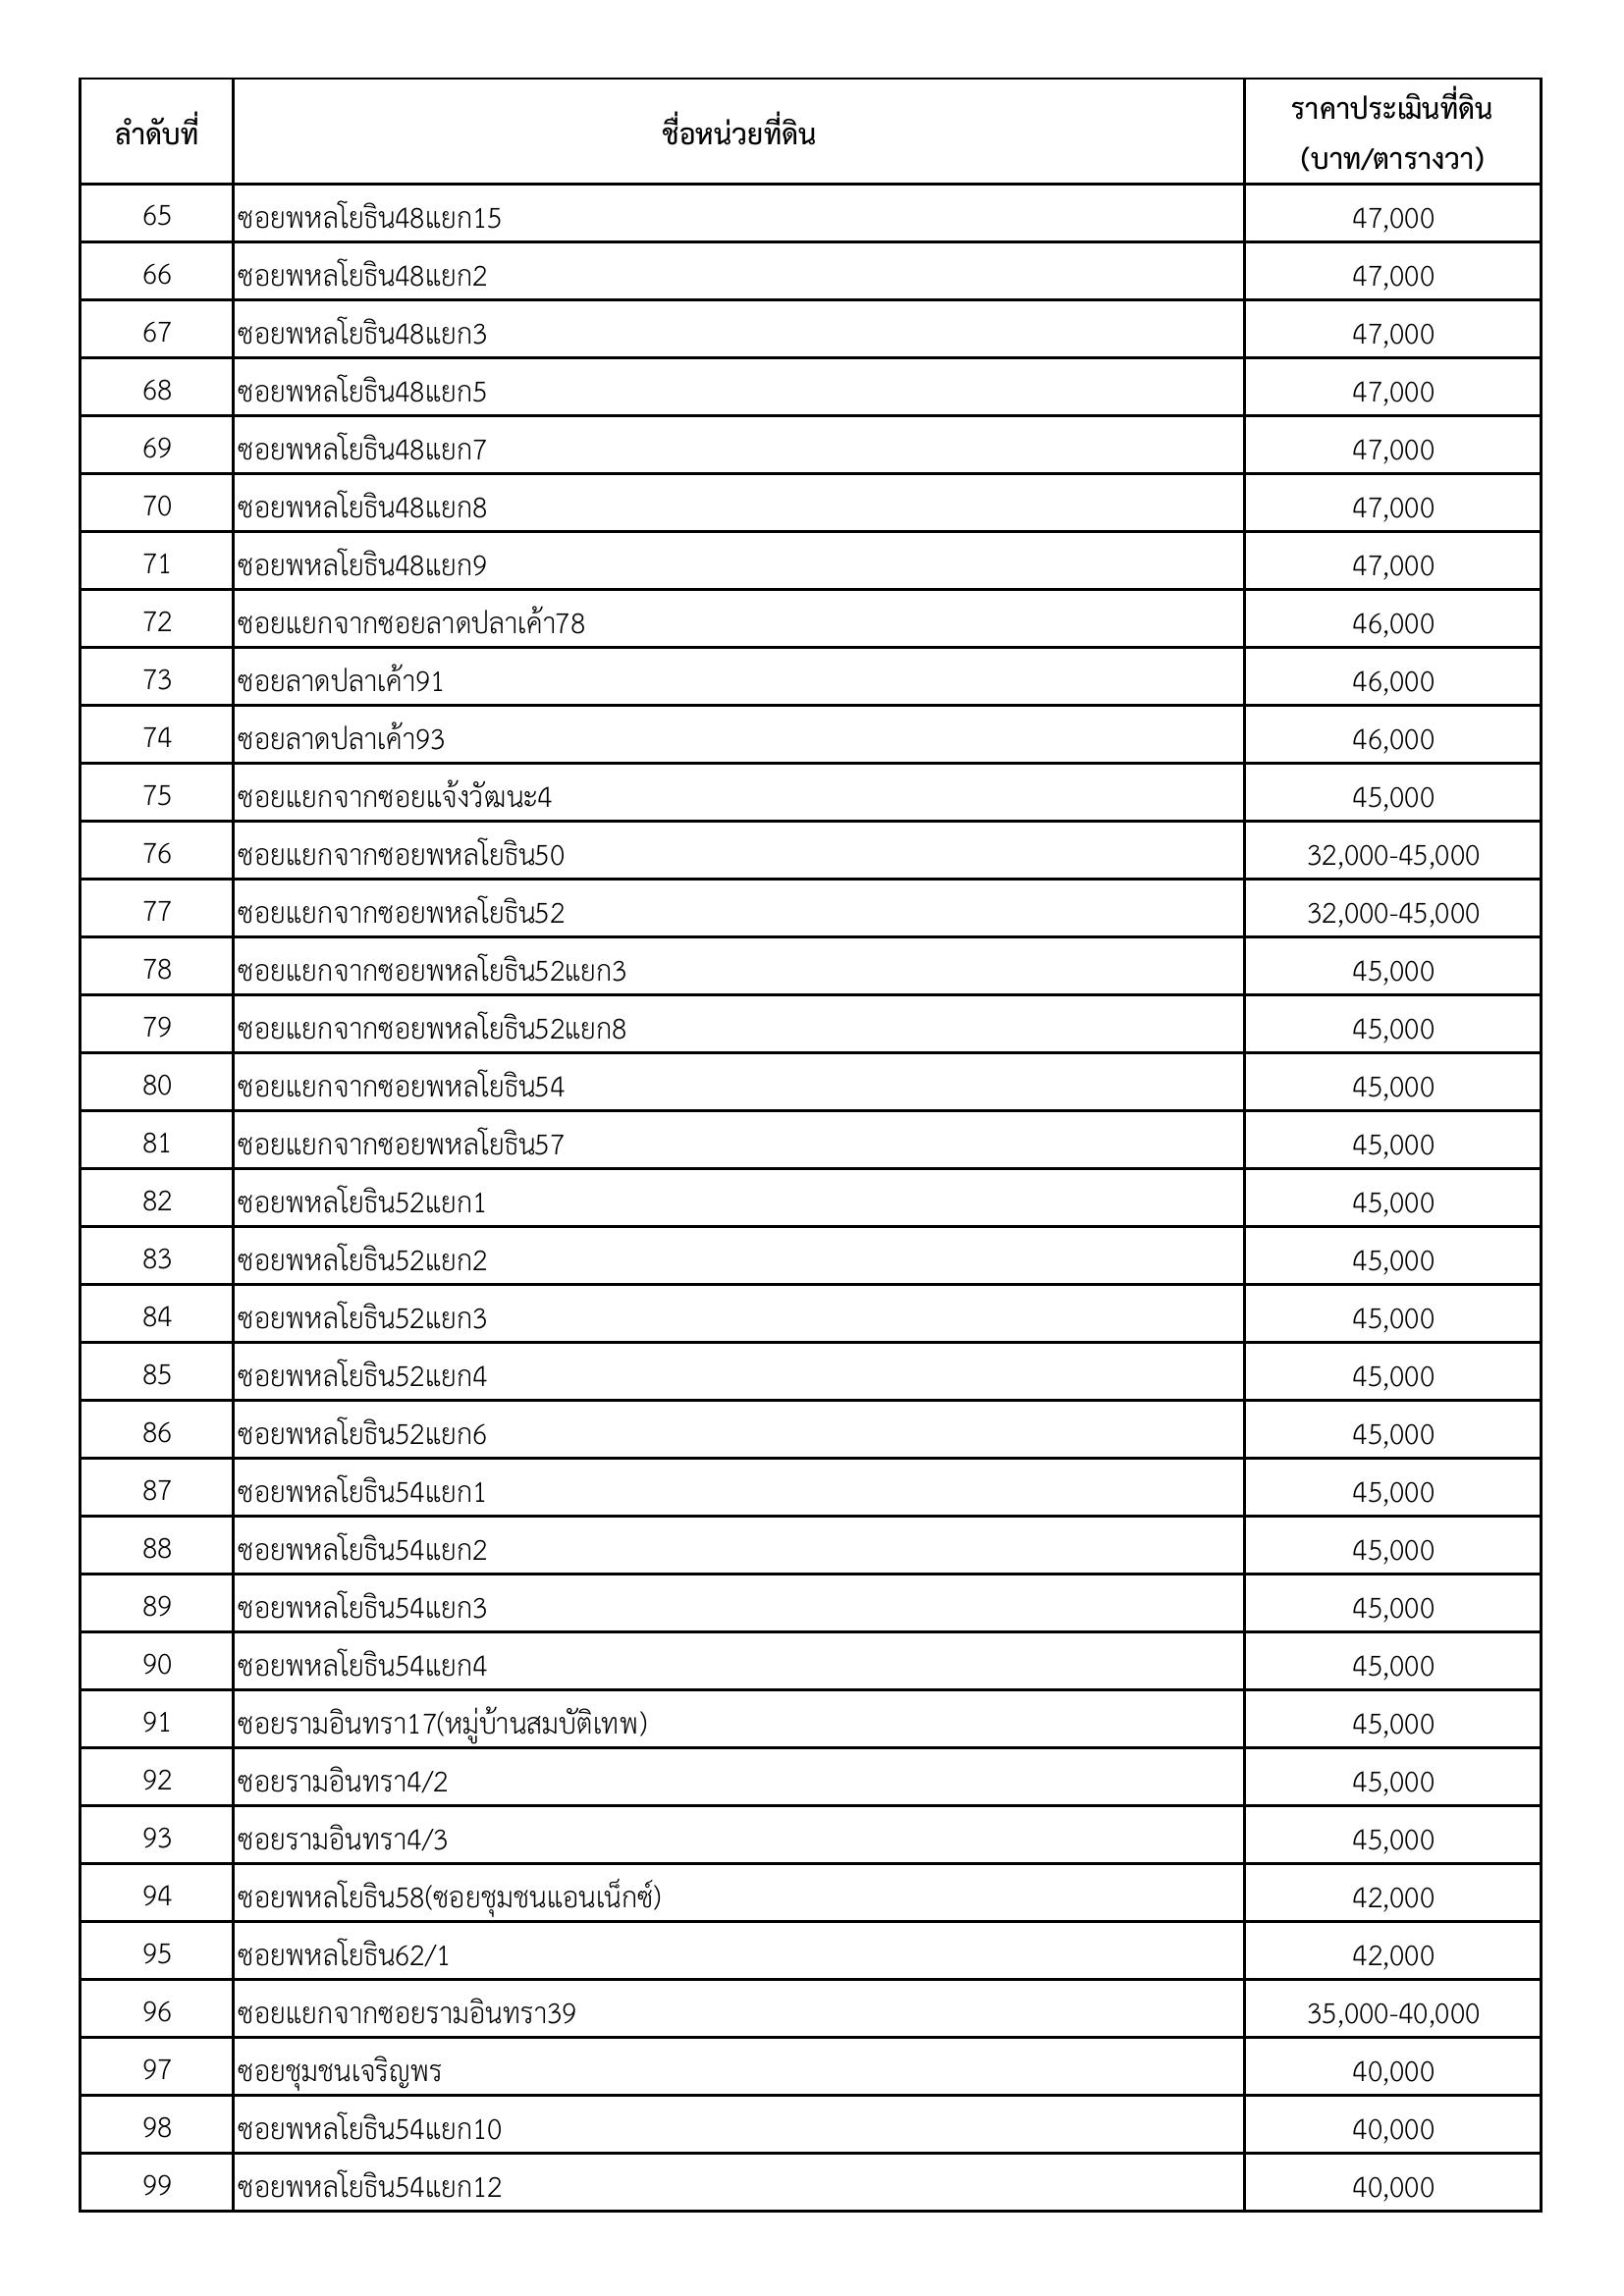 ลำดับที่ ชื่อหน่วยที่ดิน ราคาประเมินที่ดิน
(บาท/ตารางวา)
65 ซอยพหลโยธิน48แยก15 47,000
66 ซอยพหลโยธิน48แยก2 47,000
67 ซอยพหลโยธิน48แยก3 47,000
68 ซอยพหลโยธิน48แยก5 47,000
69 ซอยพหลโยธิน48แยก7 47,000
70 ซอยพหลโยธิน48แยก8 47,000
71 ซอยพหลโยธิน48แยก9 47,000
72 ซอยแยกจากซอยลาดปลาเค้า78 46,000
73 ซอยลาดปลาเค้า91 46,000
74 ซอยลาดปลาเค้า93 46,000
75 ซอยแยกจากซอยแจ้งวัฒนะ4 45,000
76 ซอยแยกจากซอยพหลโยธิน50 32,000-45,000
77 ซอยแยกจากซอยพหลโยธิน52 32,000-45,000
78 ซอยแยกจากซอยพหลโยธิน52แยก3 45,000
79 ซอยแยกจากซอยพหลโยธิน52แยก8 45,000
80 ซอยแยกจากซอยพหลโยธิน54 45,000
81 ซอยแยกจากซอยพหลโยธิน57 45,000
82 ซอยพหลโยธิน52แยก1 45,000
83 ซอยพหลโยธิน52แยก2 45,000
84 ซอยพหลโยธิน52แยก3 45,000
85 ซอยพหลโยธิน52แยก4 45,000
86 ซอยพหลโยธิน52แยก6 45,000
87 ซอยพหลโยธิน54แยก1 45,000
88 ซอยพหลโยธิน54แยก2 45,000
89 ซอยพหลโยธิน54แยก3 45,000
90 ซอยพหลโยธิน54แยก4 45,000
91 ซอยรามอินทรา17(หมู่บ้านสมบัติเทพ) 45,000
92 ซอยรามอินทรา4/2 45,000
93 ซอยรามอินทรา4/3 45,000
94 ซอยพหลโยธิน58(ซอยชุมชนแอนเน็กซ์) 42,000
95 ซอยพหลโยธิน62/1 42,000
96 ซอยแยกจากซอยรามอินทรา39 35,000-40,000
97 ซอยชุมชนเจริญพร 40,000
98 ซอยพหลโยธิน54แยก10 40,000
99 ซอยพหลโยธิน54แยก12 40,000